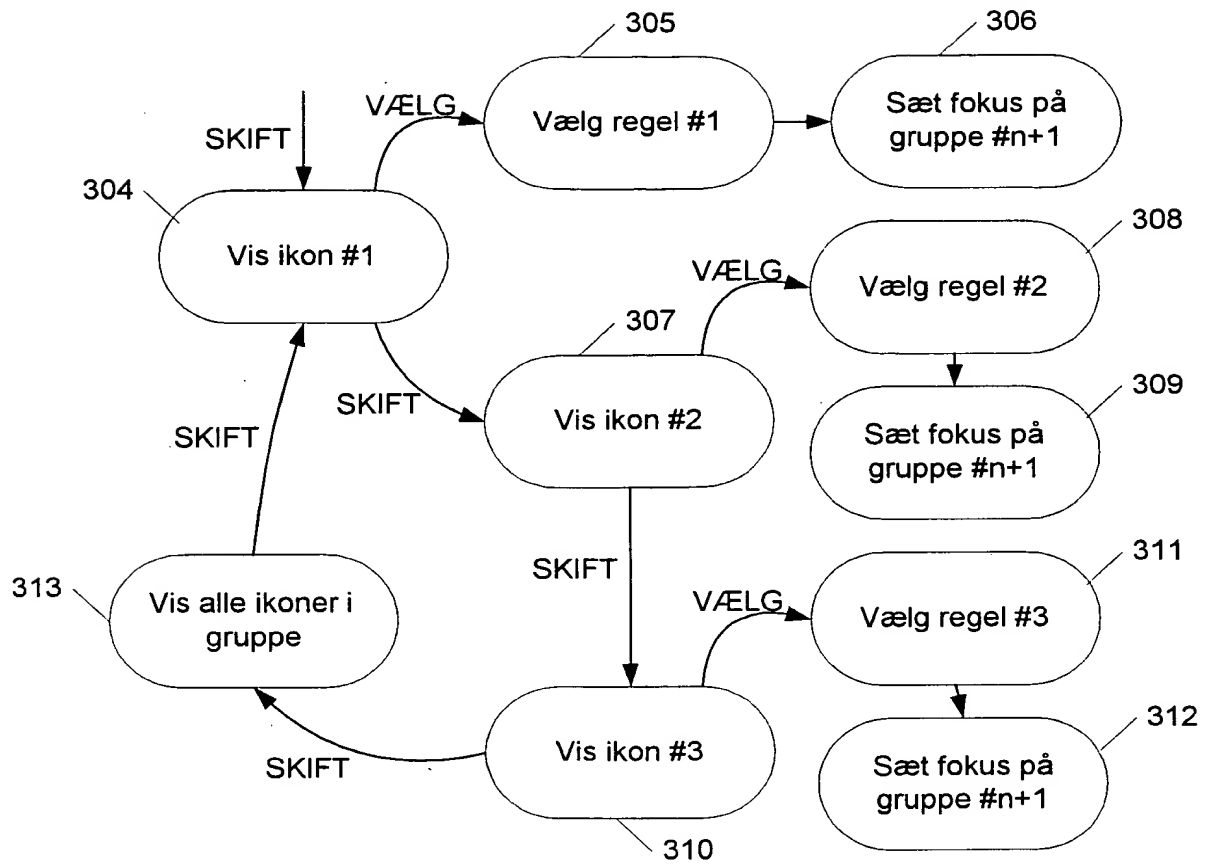 305
306
VÆLG
Vælg regel #1
Sæt fokus på
gruppe #n+1
SKIFT
304
Vis ikon #1
308
VÆLG
Vælg regel #2
307
SKIFT
Vis ikon #2
309
SKIFT
Sæt fokus på
gruppe #n+1
311
SKIFT
313
Vis alle ikoner i
gruppe
VÆLG
Vælg regel #3
312
Vis ikon #3
SKIFT
Sæt fokus på
gruppe #n+1
310